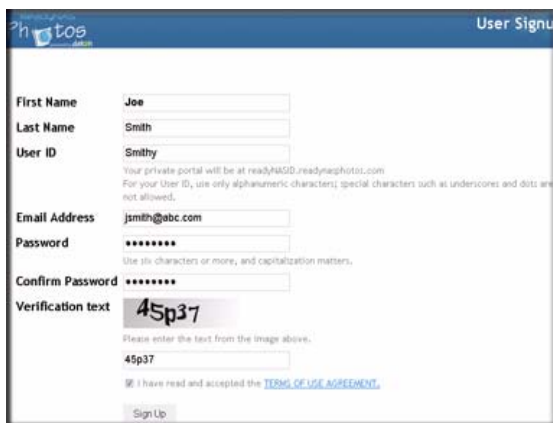 ReadyNAS
Photos
User Signu
First Name Joe
Last Name Smith
User ID Smithy
Your private portal will be at readyNASID.readynasphotos.com
For your User ID, use only alphanumeric characters; special characters such as underscores and dots are
not allowed.
Email Address jsmith@abc.com
Password ••••••••
Use six characters or more, and capitalization matters.
Confirm Password ••••••••
Verification text 45p37
Please enter the text from the image above.
45p37
I have read and accepted the TERMS OF USE AGREEMENT.
Sign Up